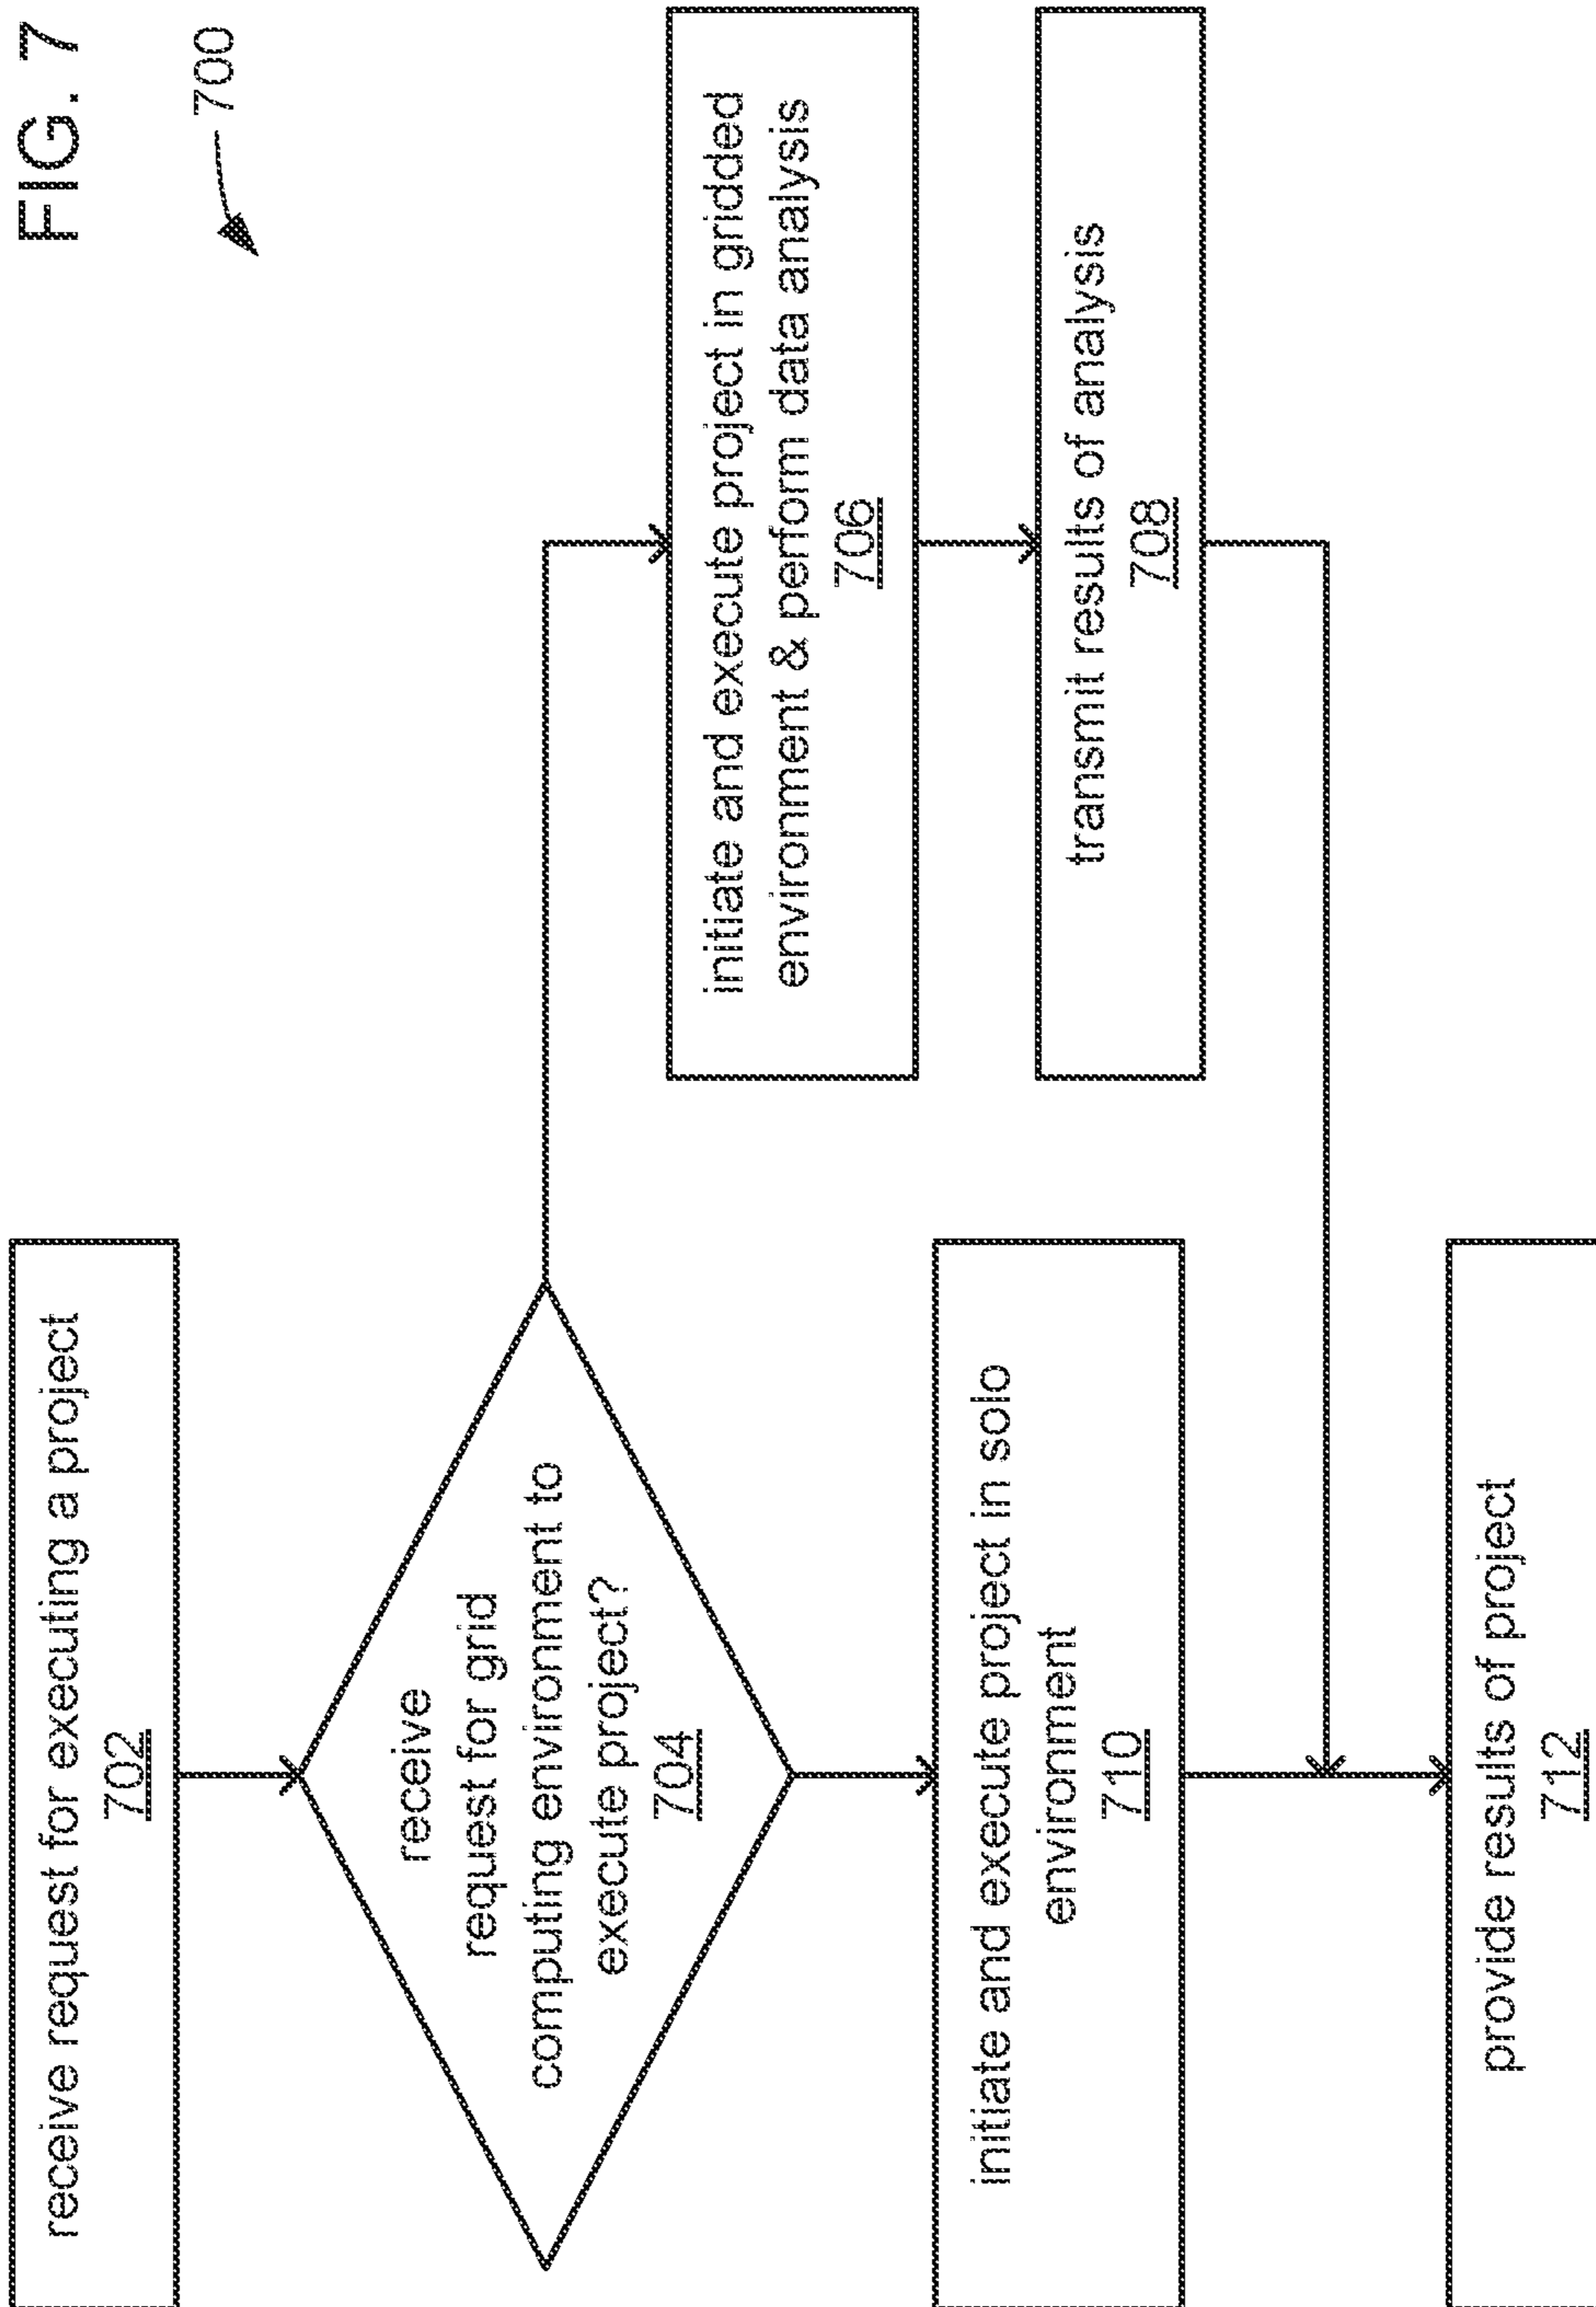 FIG. 7
700
receive request for executing a project
702
receive
request for grid
computing environment to
execute project?
704
initiate and execute project in gridded
environment & perform data analysis
706
transmit results of analysis
708
initiate and execute project in solo
environment
710
provide results of project
712